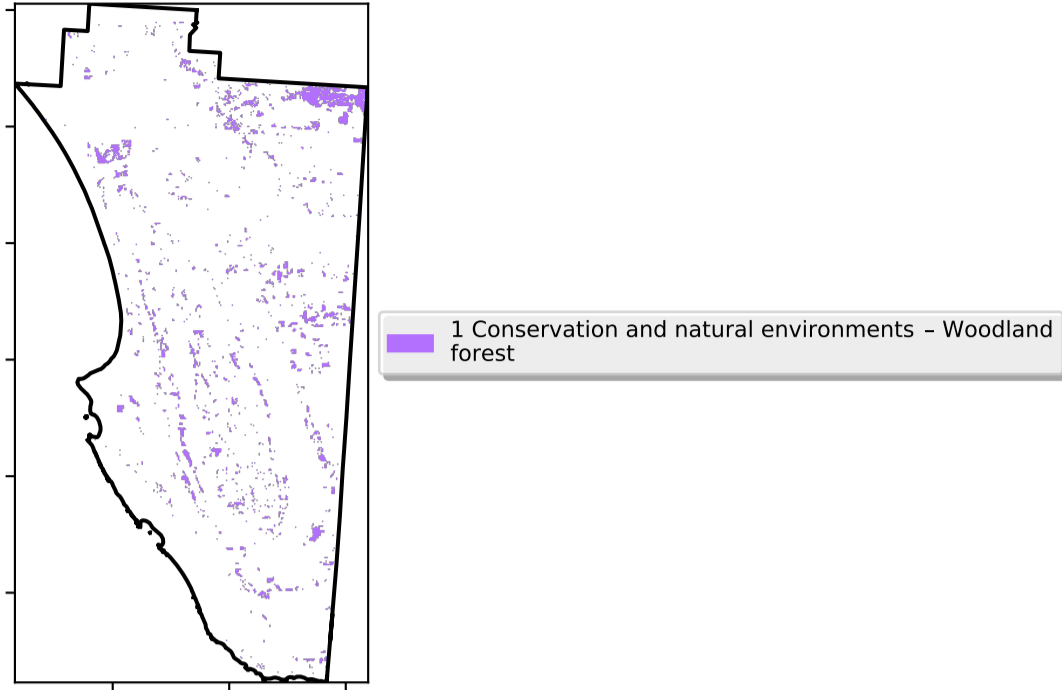 1 Conservation and natural environments – Woodland
forest